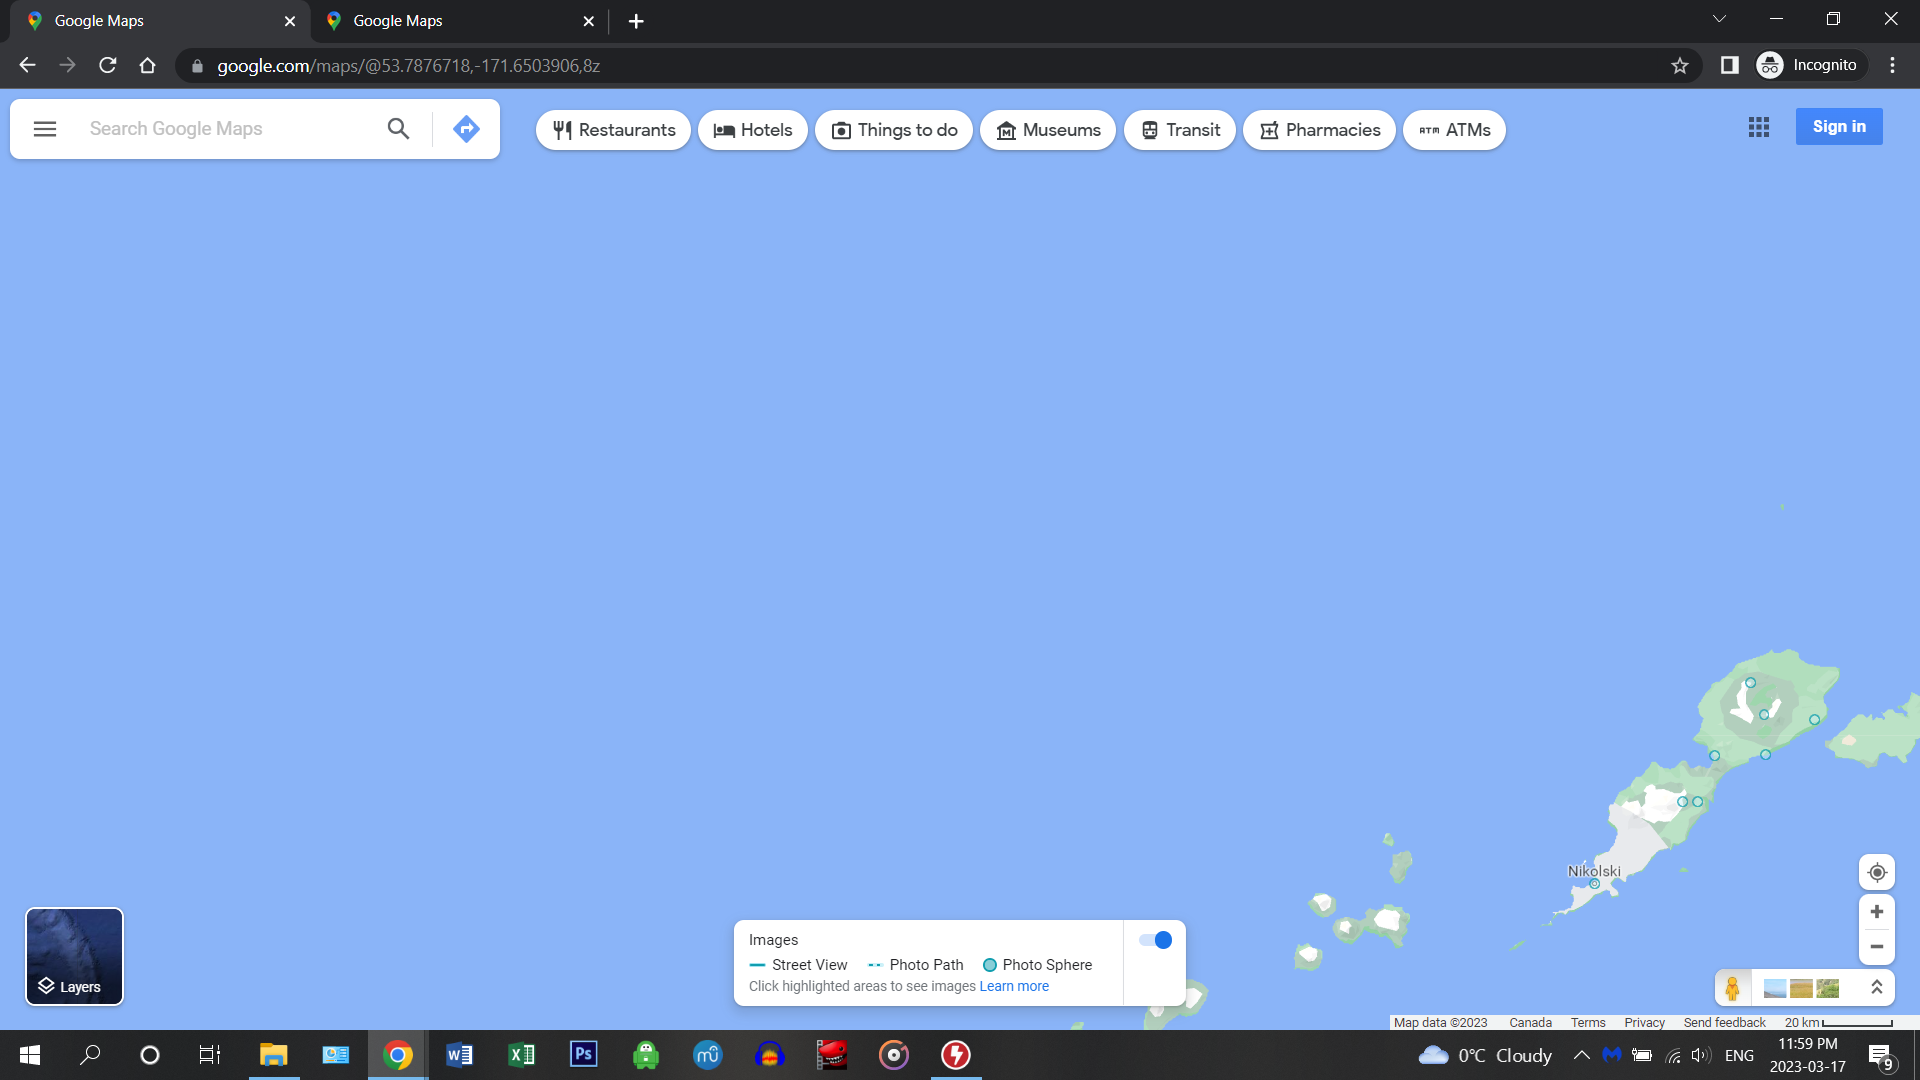 Google Maps
Google Maps
google.com/maps/@53.7876718,-171.6503906,8z
Incognito
Search Google Maps
Restaurants
Hotels
Things to do
Museums
Transit
Pharmacies
ATM ATMs
Sign in
Nikolski
Layers
Images
Street View
Photo Path
Photo Sphere
Click highlighted areas to see images Learn more
Map data ©2023
Canada
Terms
Privacy
Send feedback
20 km
W
X
Ps
mu
0°C Cloudy
ENG
11:59 PM
2023-03-17
9